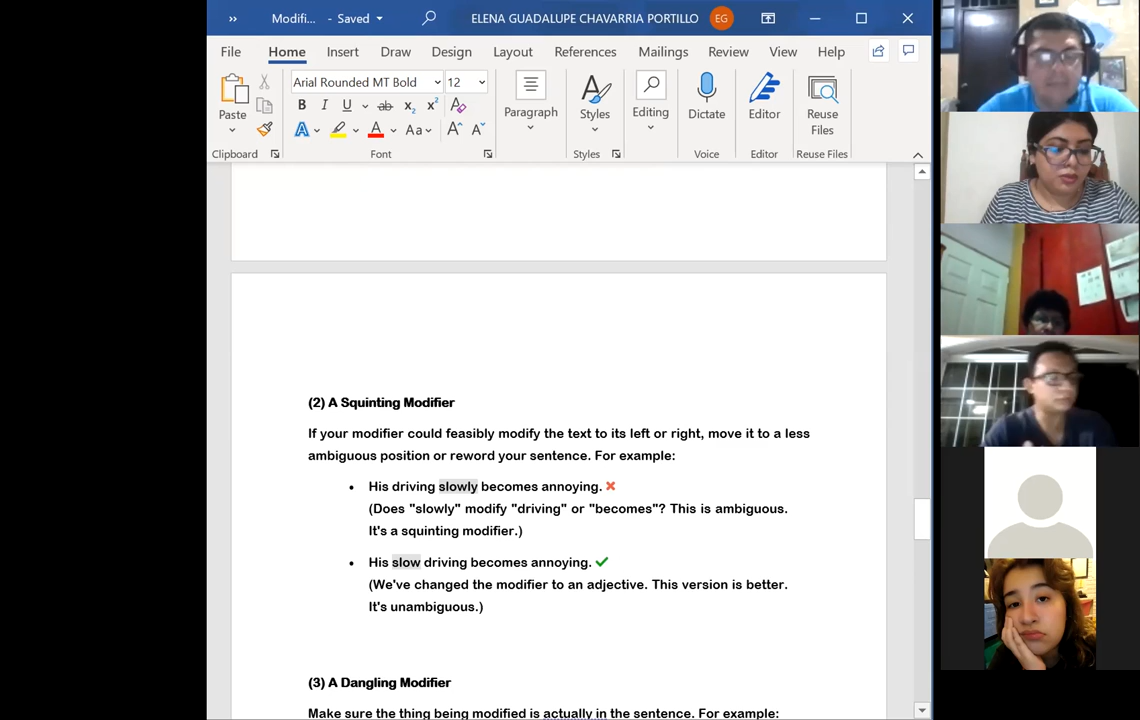 Modifi... - Saved
ELENA GUADALUPE CHAVARRIA PORTILLO EG
File Home Insert Draw Design Layout References Mailings Review View Help
Arial Rounded MT Bold 12
Paste
B I U ab x₂ x²
A A Aa A A
Paragraph
Styles
Editing
Dictate
Editor
Reuse Files
Clipboard Font Styles Voice Editor Reuse Files
(2) A Squinting Modifier
If your modifier could feasibly modify the text to its left or right, move it to a less
ambiguous position or reword your sentence. For example:
• His driving slowly becomes annoying. ✖
(Does "slowly" modify "driving" or "becomes"? This is ambiguous.
It's a squinting modifier.)
• His slow driving becomes annoying. ✔
(We've changed the modifier to an adjective. This version is better.
It's unambiguous.)
(3) A Dangling Modifier
Make sure the thing being modified is actually in the sentence. For example: